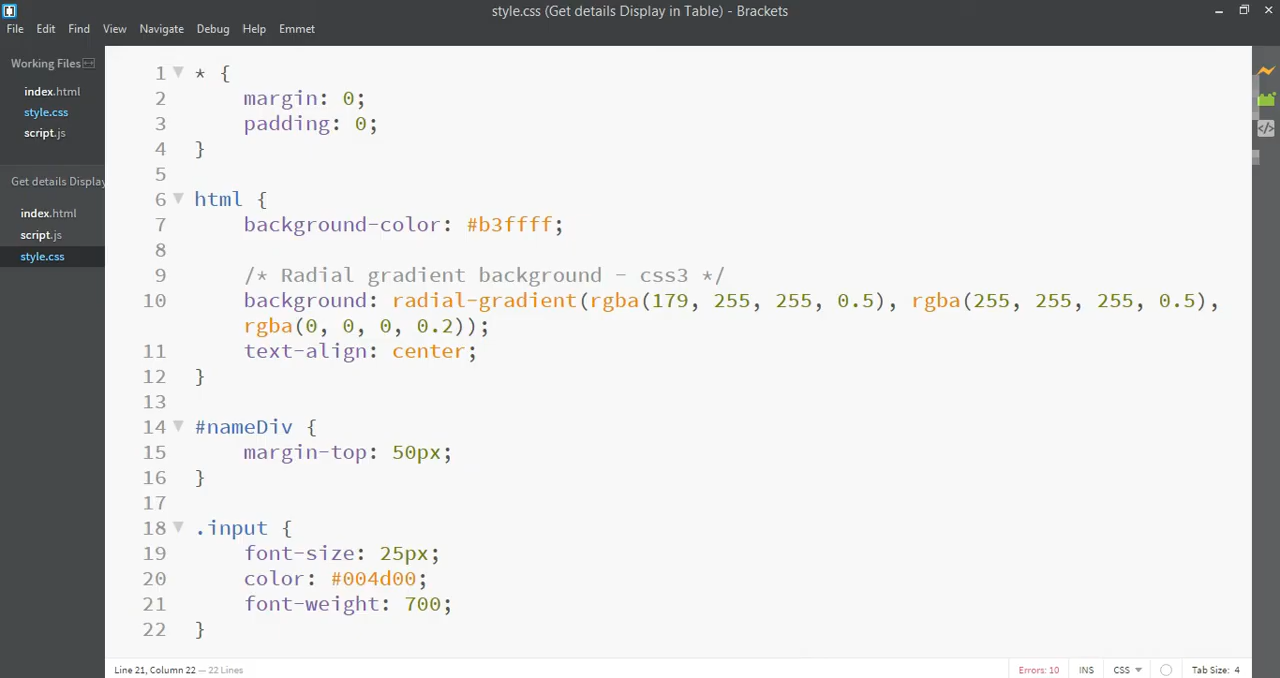 style.css (Get details Display in Table) - Brackets
File Edit Find View Navigate Debug Help Emmet
Working Files
index.html
style.css
script.js
Get details Display
index.html
script.js
style.css
1 * {
2 margin: 0;
3 padding: 0;
4 }
5
6 html {
7 background-color: #b3ffff;
8
9 /* Radial gradient background - css3 */
10 background: radial-gradient(rgba(179, 255, 255, 0.5), rgba(255, 255, 255, 0.5),
rgba(0, 0, 0, 0.2));
11 text-align: center;
12 }
13
14 #nameDiv {
15 margin-top: 50px;
16 }
17
18 .input {
19 font-size: 25px;
20 color: #004d00;
21 font-weight: 700;
22 }
Line 21, Column 22 — 22 Lines Errors: 10 INS CSS Tab Size: 4